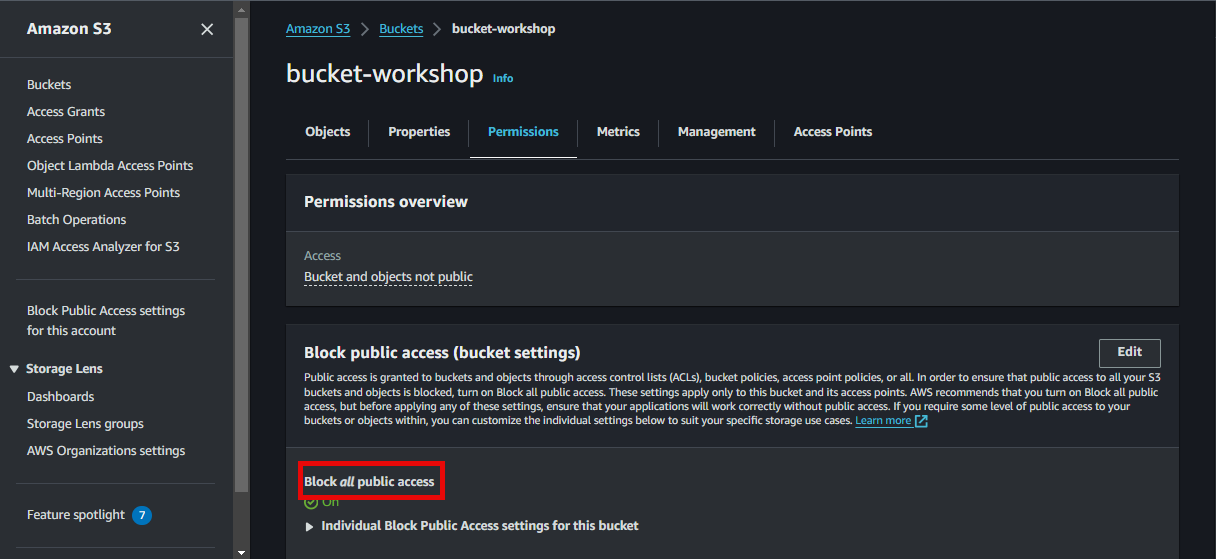 Amazon S3
Buckets
Access Grants
Access Points
Object Lambda Access Points
Multi-Region Access Points
Batch Operations
IAM Access Analyzer for S3
Block Public Access settings
for this account
Storage Lens
Dashboards
Storage Lens groups
AWS Organizations settings
Feature spotlight 7
Amazon S3 > Buckets > bucket-workshop
bucket-workshop Info
Objects Properties Permissions Metrics Management Access Points
Permissions overview
Access
Bucket and objects not public
Block public access (bucket settings)
Edit
Public access is granted to buckets and objects through access control lists (ACLs), bucket policies, access point policies, or all. In order to ensure that public access to all your S3
buckets and objects is blocked, turn on Block all public access. These settings apply only to this bucket and its access points. AWS recommends that you turn on Block all public
access, but before applying any of these settings, ensure that your applications will work correctly without public access. If you require some level of public access to your
buckets or objects within, you can customize the individual settings below to suit your specific storage use cases. Learn more
Block all public access
On
Individual Block Public Access settings for this bucket